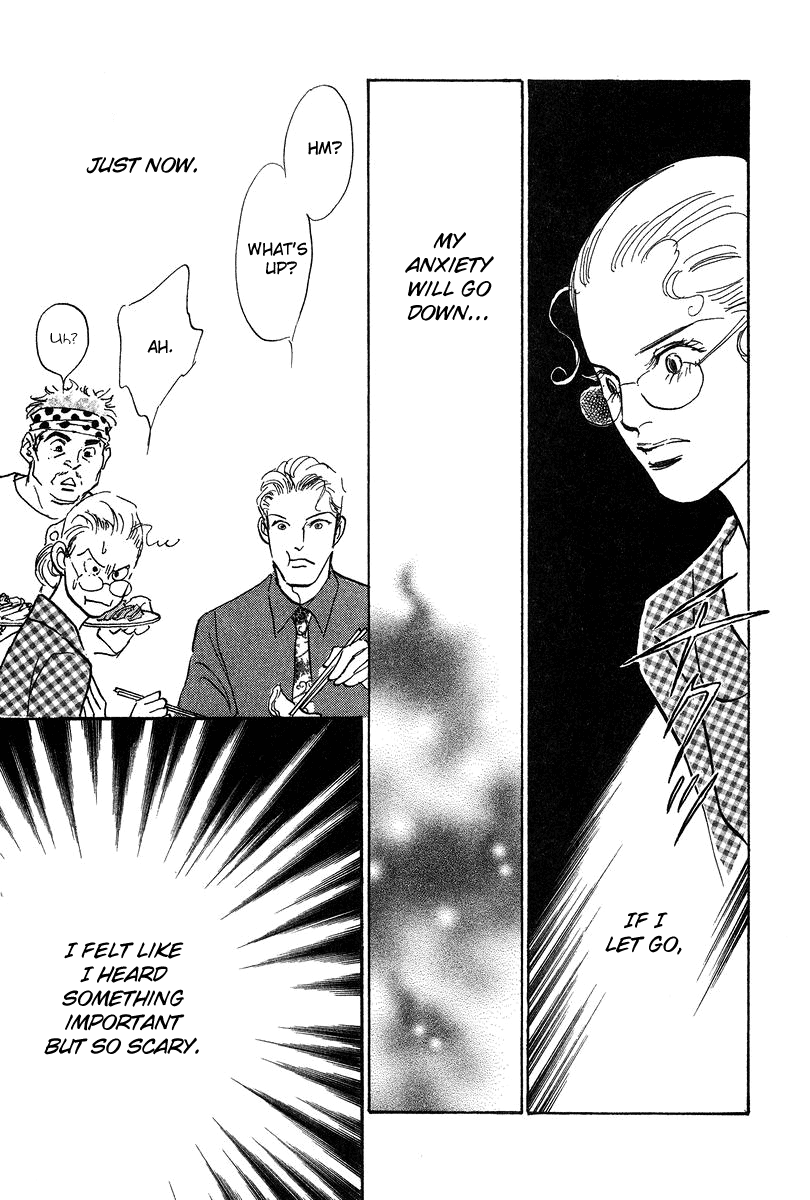 IF I
LET GO,
MY
ANXIETY
WILL GO
DOWN...
HM?
WHAT'S
UP?
JUST NOW.
AH.
Uh?
I FELT LIKE
I HEARD
SOMETHING
IMPORTANT
BUT SO SCARY.